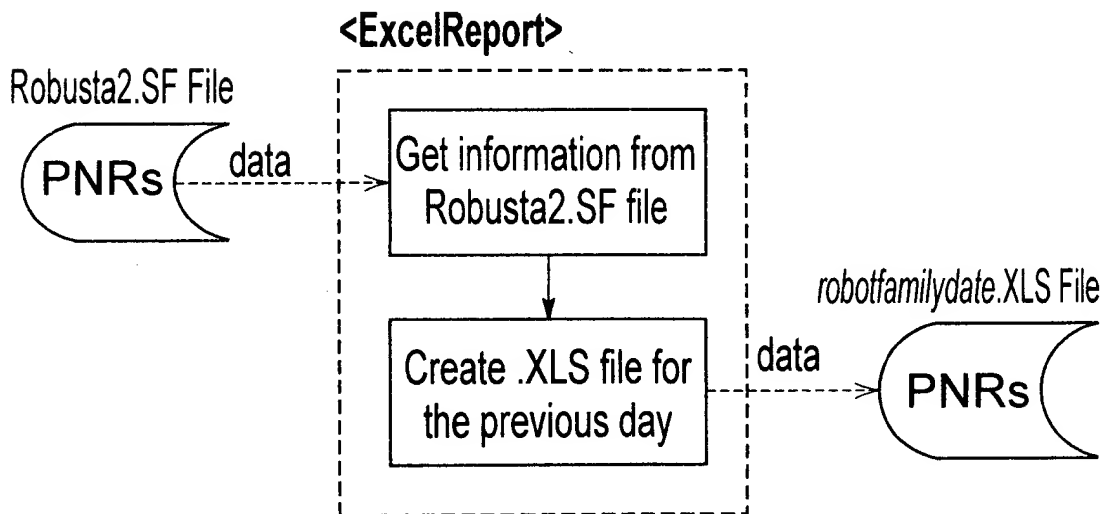 <ExcelReport>
Robusta2.SF File
PNRs
data
Get information from
Robusta2.SF file
robotfamilydate.XLS File
Create .XLS file for
the previous day
data
PNRs